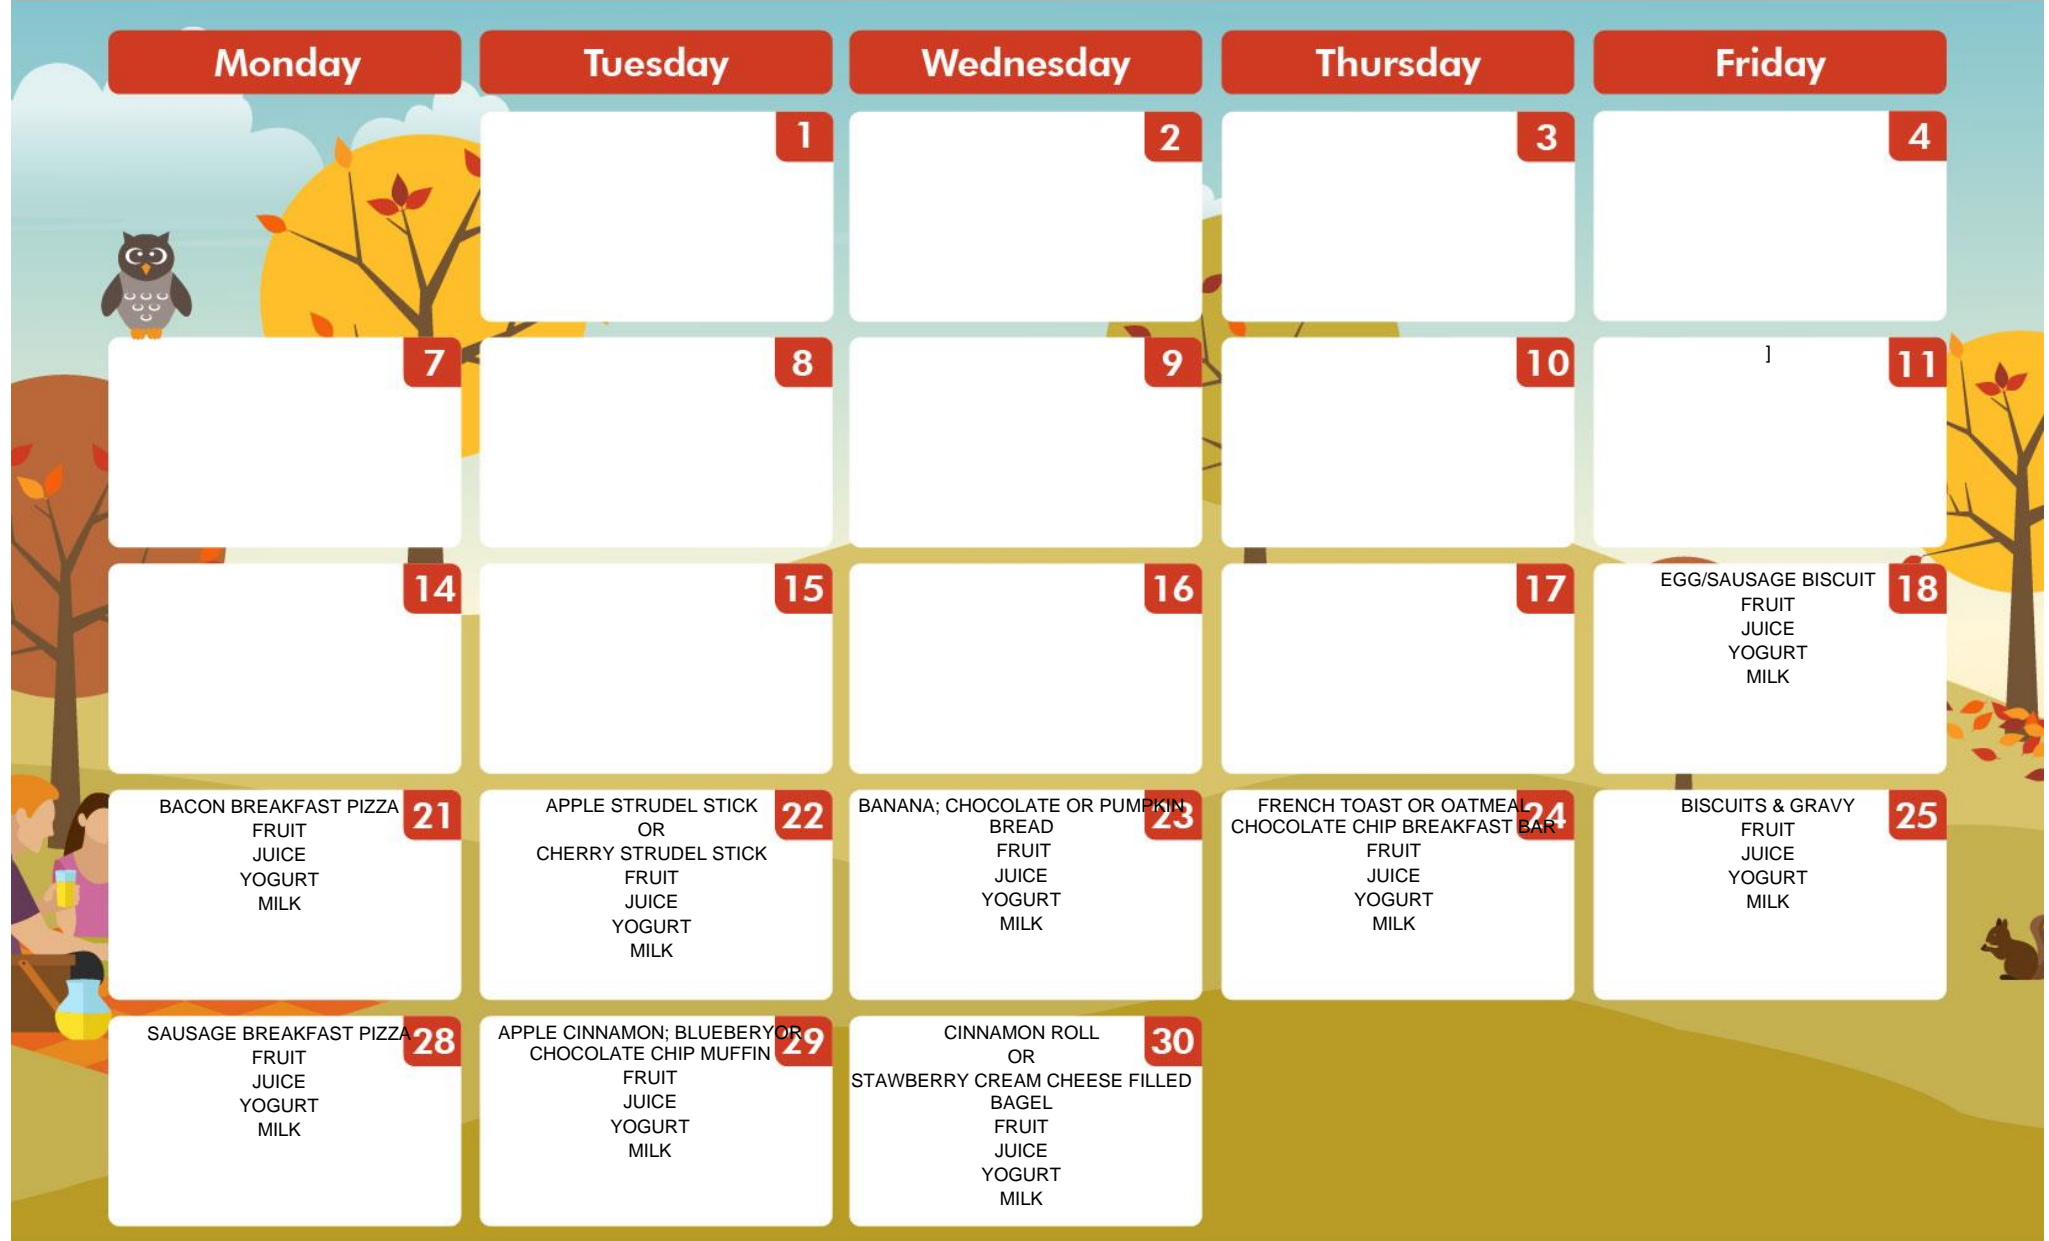 Monday Tuesday Wednesday Thursday Friday
1
2
3
4
7
8
9
10
]
11
14
15
16
17
EGG/SAUSAGE BISCUIT
18
FRUIT
JUICE
YOGURT
MILK
BACON BREAKFAST PIZZA
21
FRUIT
JUICE
YOGURT
MILK
APPLE STRUDEL STICK
22
OR
CHERRY STRUDEL STICK
FRUIT
JUICE
YOGURT
MILK
BANANA; CHOCOLATE OR PUMPKIN
23
BREAD
FRUIT
JUICE
YOGURT
MILK
FRENCH TOAST OR OATMEAL
24
CHOCOLATE CHIP BREAKFAST BAR
FRUIT
JUICE
YOGURT
MILK
BISCUITS & GRAVY
25
FRUIT
JUICE
YOGURT
MILK
SAUSAGE BREAKFAST PIZZA
28
FRUIT
JUICE
YOGURT
MILK
APPLE CINNAMON; BLUEBERYOR
29
CHOCOLATE CHIP MUFFIN
FRUIT
JUICE
YOGURT
MILK
CINNAMON ROLL
30
OR
STAWBERRY CREAM CHEESE FILLED
BAGEL
FRUIT
JUICE
YOGURT
MILK